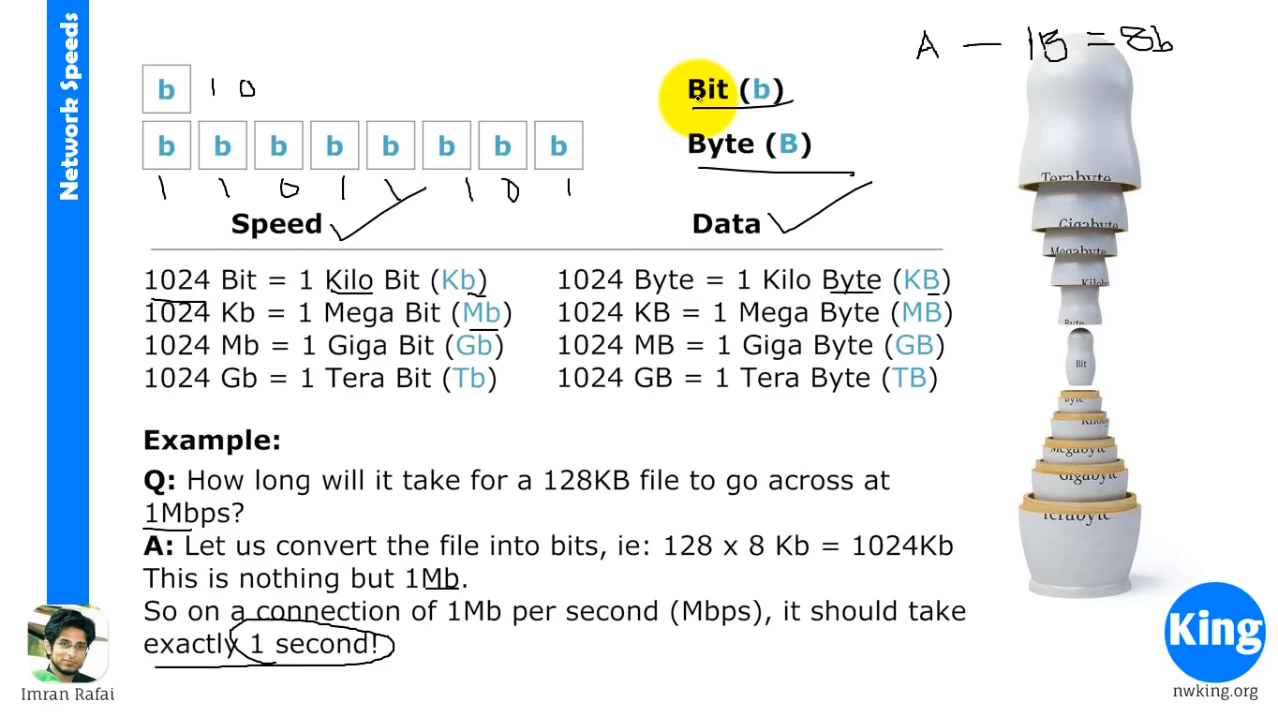 Network Speeds
A — 1B = 8b
b 1 0
Bit (b)
b b b b b b b b
Byte (B)
1 1 0 1 1 1 0 1
Speed
Data
1024 Bit = 1 Kilo Bit (Kb)
1024 Kb = 1 Mega Bit (Mb)
1024 Mb = 1 Giga Bit (Gb)
1024 Gb = 1 Tera Bit (Tb)
1024 Byte = 1 Kilo Byte (KB)
1024 KB = 1 Mega Byte (MB)
1024 MB = 1 Giga Byte (GB)
1024 GB = 1 Tera Byte (TB)
Example:
Q: How long will it take for a 128KB file to go across at
1Mbps?
A: Let us convert the file into bits, ie: 128 x 8 Kb = 1024Kb
This is nothing but 1Mb.
So on a connection of 1Mb per second (Mbps), it should take
exactly 1 second!
Terabyte
Gigabyte
Megabyte
Byte
Bit
byte
Megabyte
Gigabyte
Terabyte
Imran Rafai
King
nwking.org